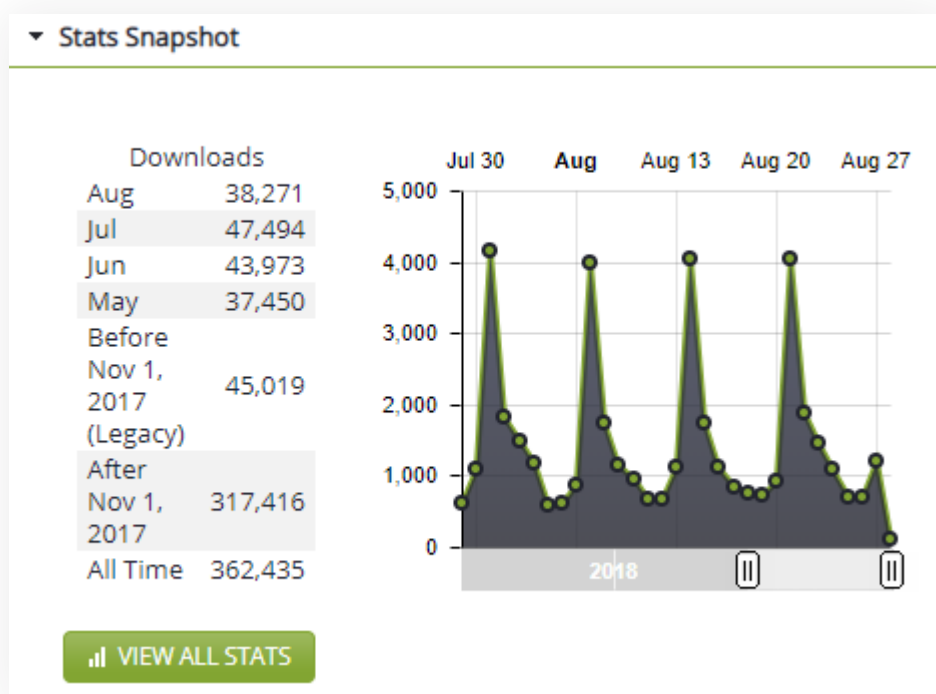 Stats Snapshot
Downloads
Aug 38,271
Jul 47,494
Jun 43,973
May 37,450
Before
Nov 1,
2017
(Legacy)
45,019
After
Nov 1,
2017
317,416
All Time 362,435
VIEW ALL STATS
Jul 30 Aug Aug 13 Aug 20 Aug 27
5,000
4,000
3,000
2,000
1,000
0
2018